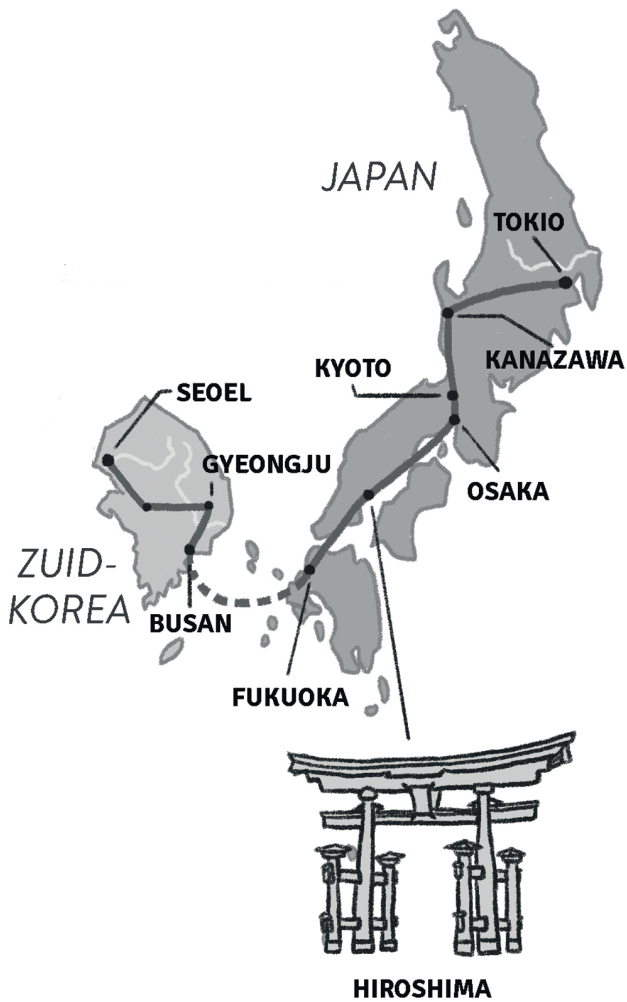 JAPAN
TOKIO
KANAZAWA
KYOTO
SEOEL
GYEONGJU
OSAKA
ZUID-
KOREA
BUSAN
FUKUOKA
HIROSHIMA